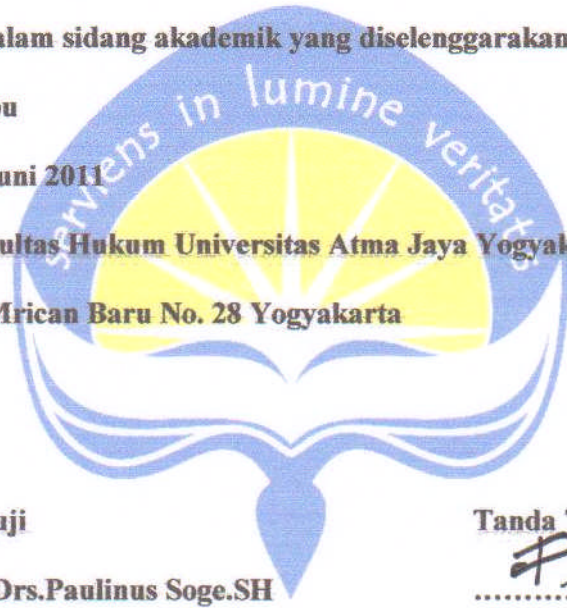 alam sidang akademik yang diselenggarakan
serviens in lumine veritatis
uni 2011
ultas Hukum Universitas Atma Jaya Yogyak
Mrican Baru No. 28 Yogyakarta
uji
Tanda
Drs.Paulinus Soge.SH